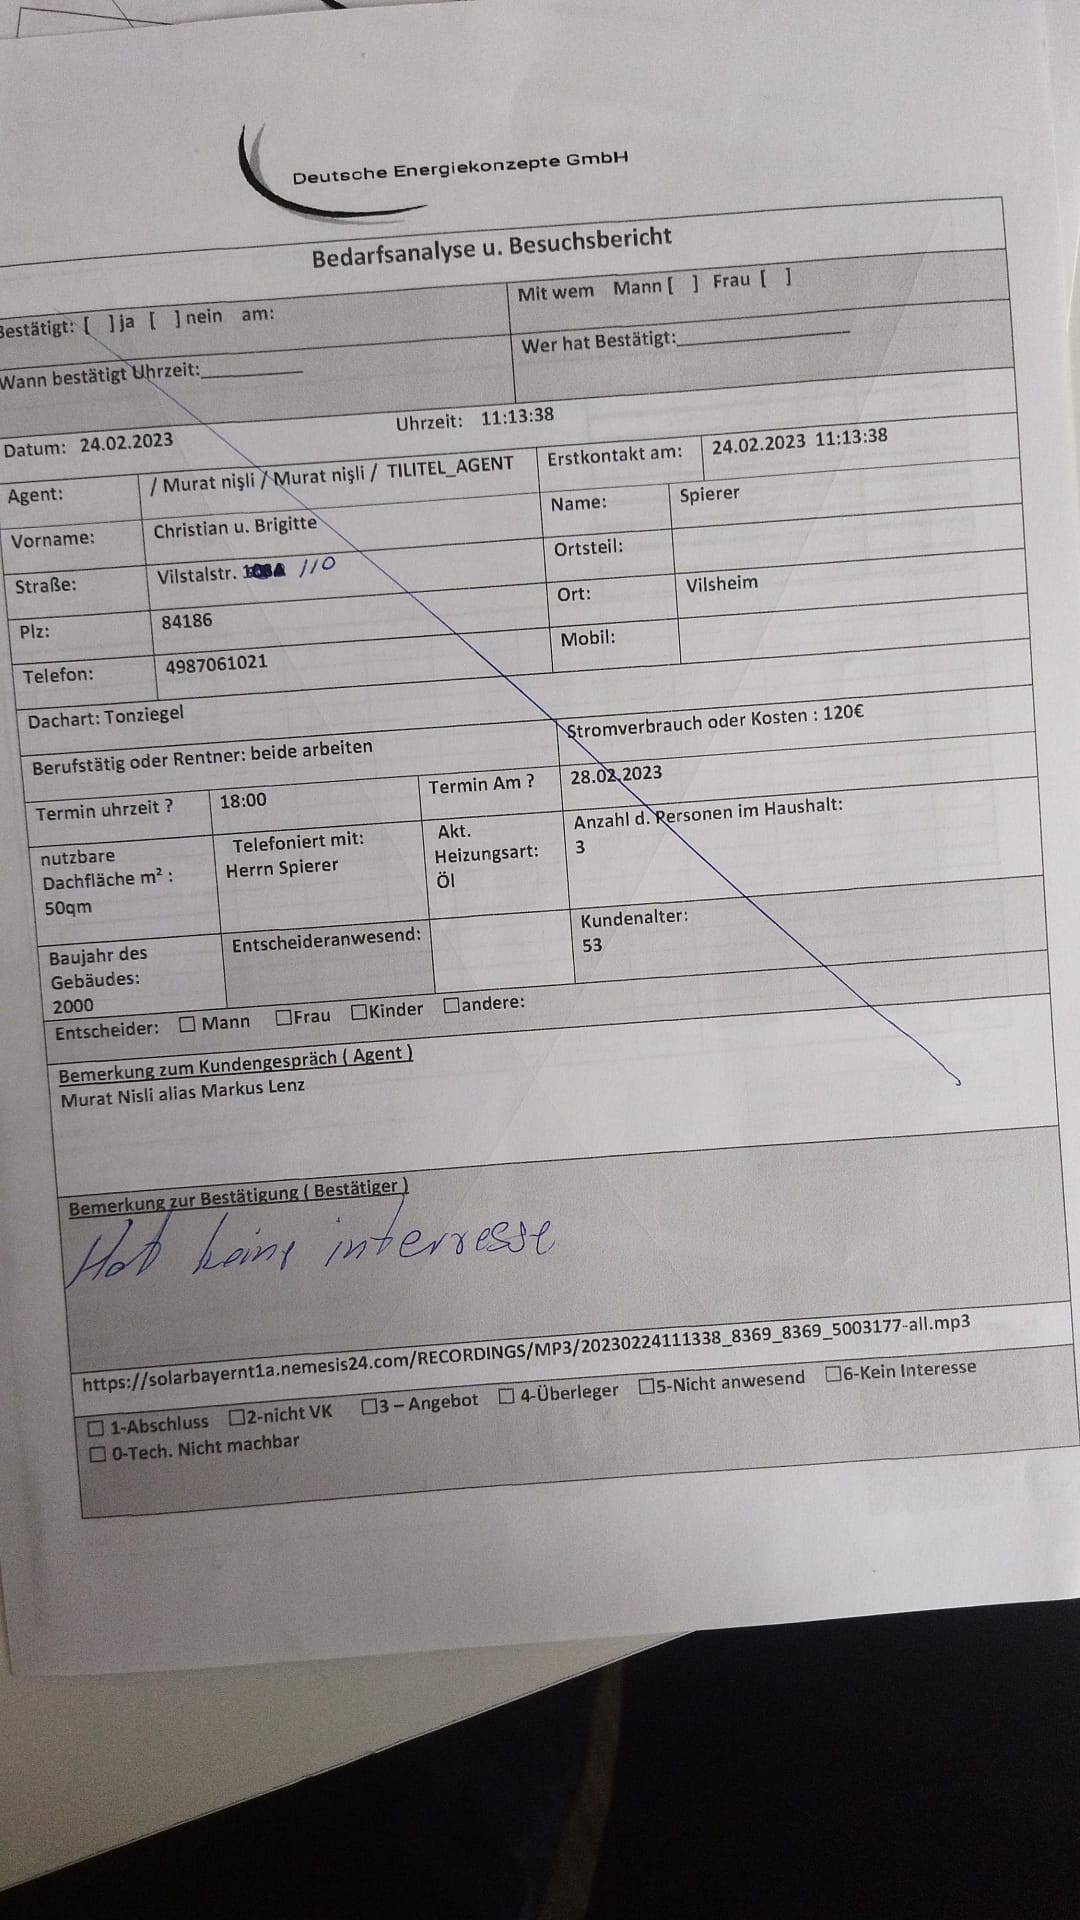 Deutsche Energiekonzepte GmbH
Bedarfsanalyse u. Besuchsbericht
Bestätigt: [ ] ja [ ] nein am:
Mit wem Mann [ ] Frau [ ]
Wann bestätigt Uhrzeit:__________
Wer hat Bestätigt:_________________
Datum: 24.02.2023
Uhrzeit: 11:13:38
Agent: / Murat nişli / Murat nişli / TILITEL_AGENT
Erstkontakt am: 24.02.2023 11:13:38
Vorname: Christian u. Brigitte
Name: Spierer
Straße: Vilstalstr. 110
Ortsteil:
Plz: 84186
Ort: Vilsheim
Telefon: 4987061021
Mobil:
Dachart: Tonziegel
Berufstätig oder Rentner: beide arbeiten
Stromverbrauch oder Kosten : 120€
Termin uhrzeit ? 18:00
Termin Am ? 28.02.2023
nutzbare
Dachfläche m² :
50qm
Telefoniert mit:
Herrn Spierer
Akt.
Heizungsart:
Öl
Anzahl d. Personen im Haushalt:
3
Baujahr des
Gebäudes:
2000
Entscheideranwesend:
Kundenalter:
53
Entscheider: ☐ Mann ☐Frau ☐Kinder ☐andere:
Bemerkung zum Kundengespräch ( Agent )
Murat Nisli alias Markus Lenz
Bemerkung zur Bestätigung ( Bestätiger )
Hat keine interresse
https://solarbayernt1a.nemesis24.com/RECORDINGS/MP3/20230224111338_8369_8369_5003177-all.mp3
☐ 1-Abschluss ☐2-nicht VK ☐3 – Angebot ☐ 4-Überleger ☐5-Nicht anwesend ☐6-Kein Interesse
☐ 0-Tech. Nicht machbar